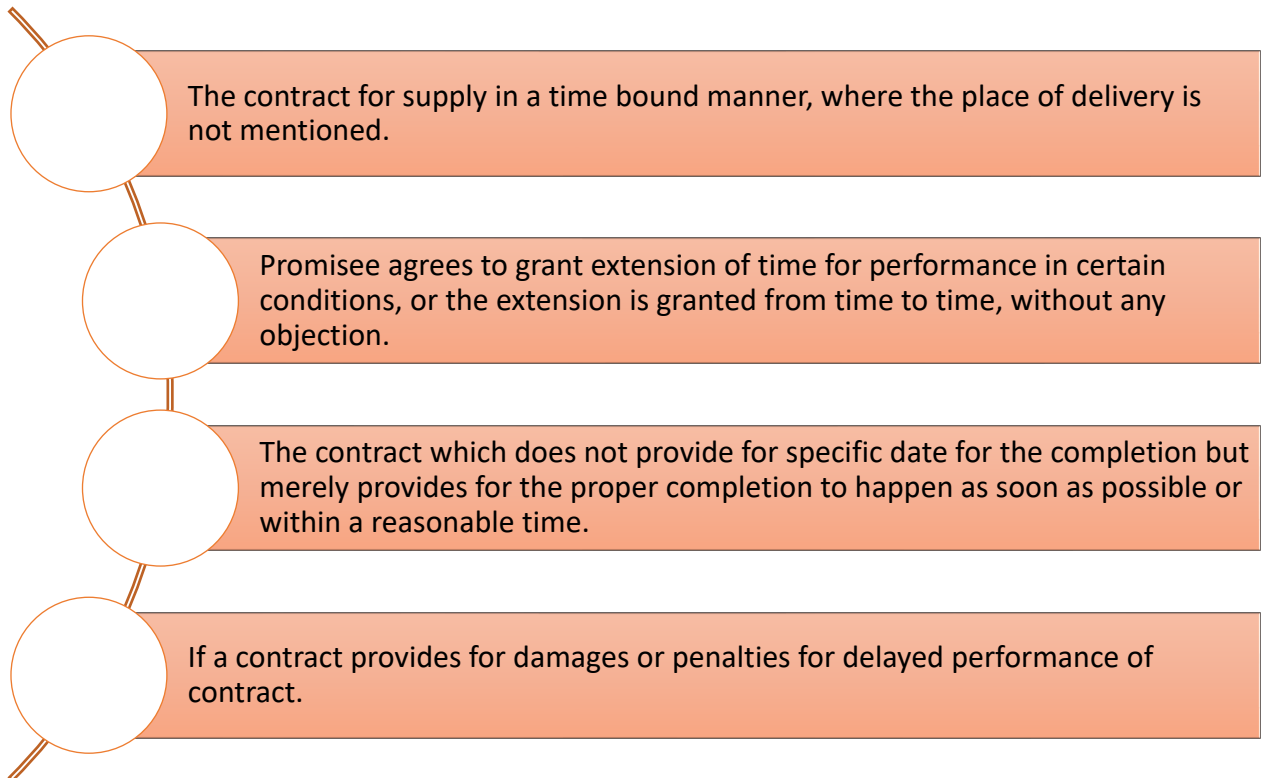 The contract for supply in a time bound manner, where the place of delivery is
not mentioned.
Promisee agrees to grant extension of time for performance in certain
conditions, or the extension is granted from time to time, without any
objection.
The contract which does not provide for specific date for the completion but
merely provides for the proper completion to happen as soon as possible or
within a reasonable time.
If a contract provides for damages or penalties for delayed performance of
contract.